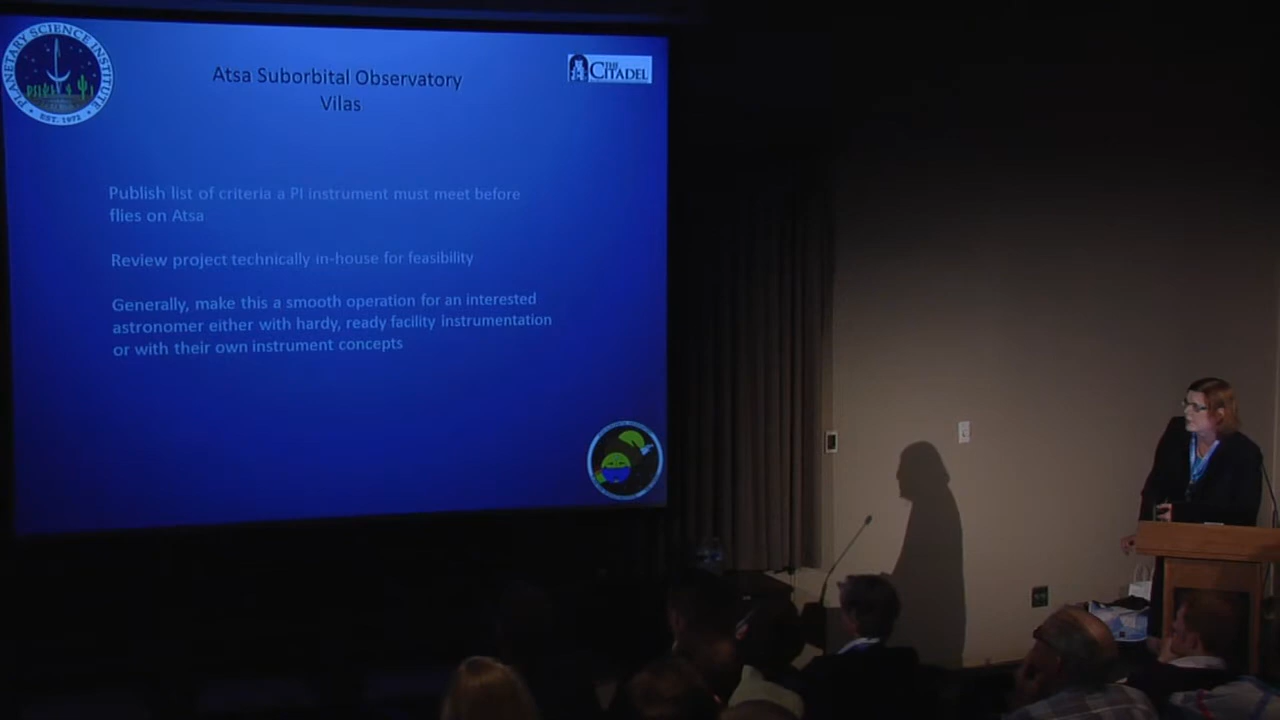 PLANETARY SCIENCE INSTITUTE
PSI
EST. 1972
Atsa Suborbital Observatory
Vilas
THE
CITADEL
Publish list of criteria a PI instrument must meet before
flies on Atsa
Review project technically in-house for feasibility
Generally, make this a smooth operation for an interested
astronomer either with hardy, ready facility instrumentation
or with their own instrument concepts